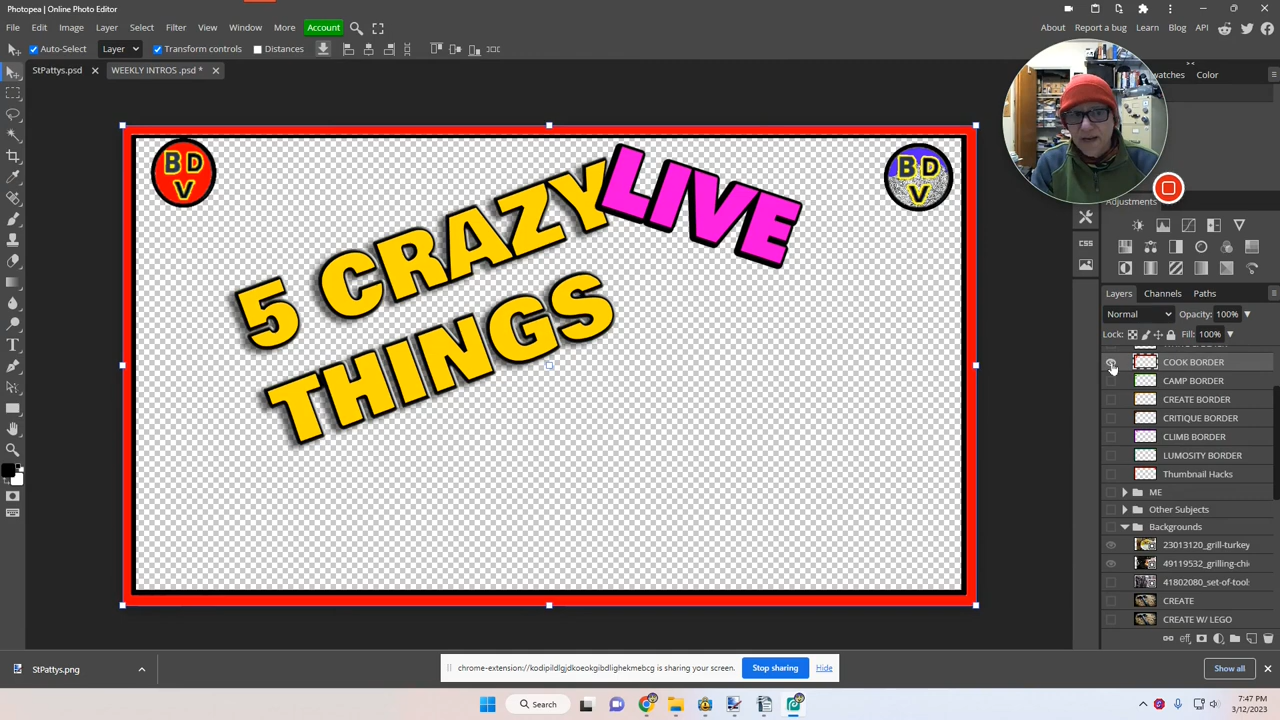 Photopea | Online Photo Editor
File Edit Image Layer Select Filter View Window More Account
About Report a bug Learn Blog API
Auto-Select Layer Transform controls Distances
StPattys.psd WEEKLY INTROS .psd *
Color
BDV
5 CRAZY
LIVE
THINGS
BDV
Adjustments
CSS
Layers Channels Paths
Normal Opacity: 100%
Lock: Fill: 100%
COOK BORDER
CAMP BORDER
CREATE BORDER
CRITIQUE BORDER
CLIMB BORDER
LUMOSITY BORDER
Thumbnail Hacks
ME
Other Subjects
Backgrounds
23013120_grill-turkey
49119532_grilling-chi
41802080_set-of-tool
CREATE
CREATE W/ LEGO
eff
StPattys.png
chrome-extension://kodipildlgjdkoeokgibdlighekmebcg is sharing your screen. Stop sharing Hide
Show all
Search
7:47 PM
3/12/2023